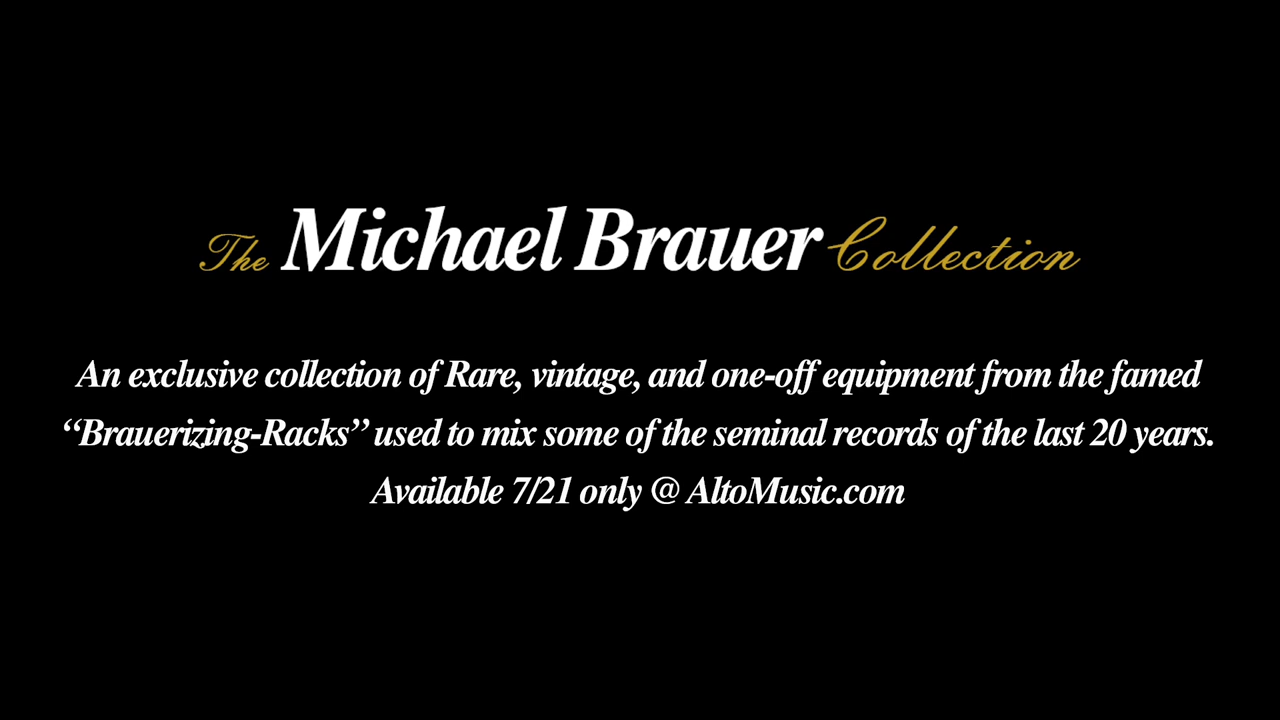 The Michael Brauer Collection
An exclusive collection of Rare, vintage, and one-off equipment from the famed
“Brauerizing-Racks” used to mix some of the seminal records of the last 20 years.
Available 7/21 only @ AltoMusic.com